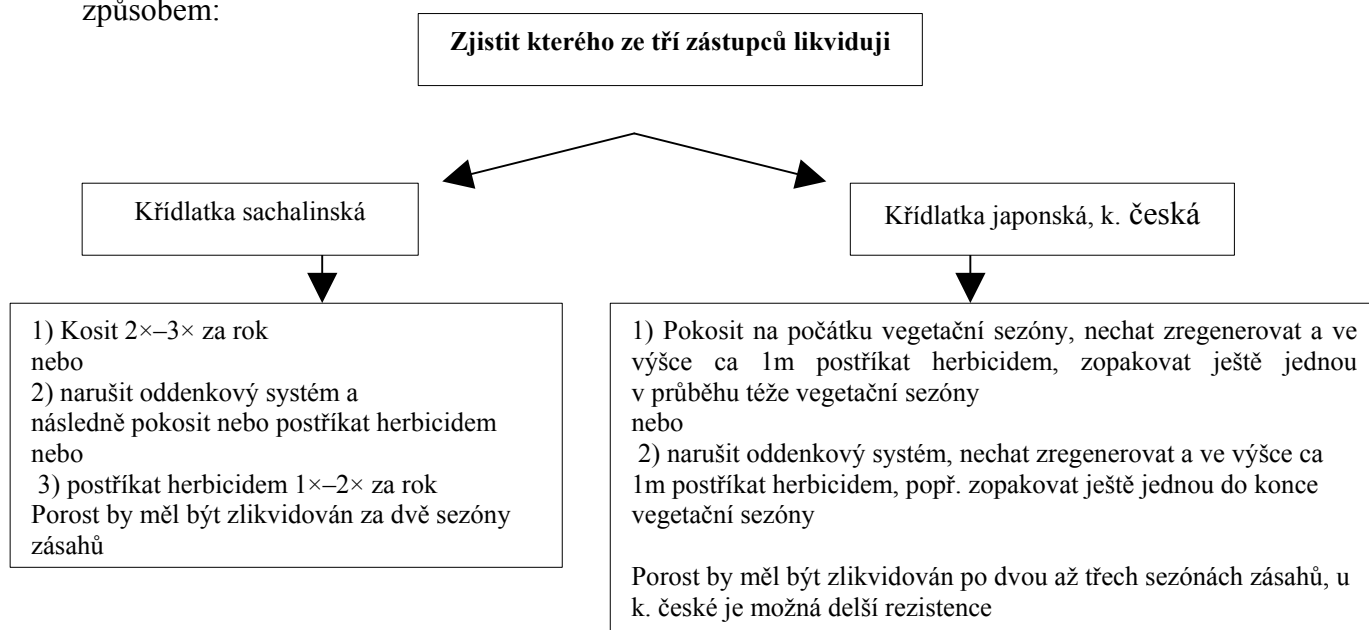 způsobem:
Zjistit kterého ze tří zástupců likviduji
Křídlatka sachalinská
Křídlatka japonská, k. česká
1) Kosit 2×–3× za rok
nebo
2) narušit oddenkový systém a
následně pokosit nebo postříkat herbicidem
nebo
3) postříkat herbicidem 1×–2× za rok
Porost by měl být zlikvidován za dvě sezóny
zásahů
1) Pokosit na počátku vegetační sezóny, nechat zregenerovat a ve
výšce ca 1m postříkat herbicidem, zopakovat ještě jednou
v průběhu téže vegetační sezóny
nebo
2) narušit oddenkový systém, nechat zregenerovat a ve výšce ca
1m postříkat herbicidem, popř. zopakovat ještě jednou do konce
vegetační sezóny
Porost by měl být zlikvidován po dvou až třech sezónách zásahů, u
k. české je možná delší rezistence